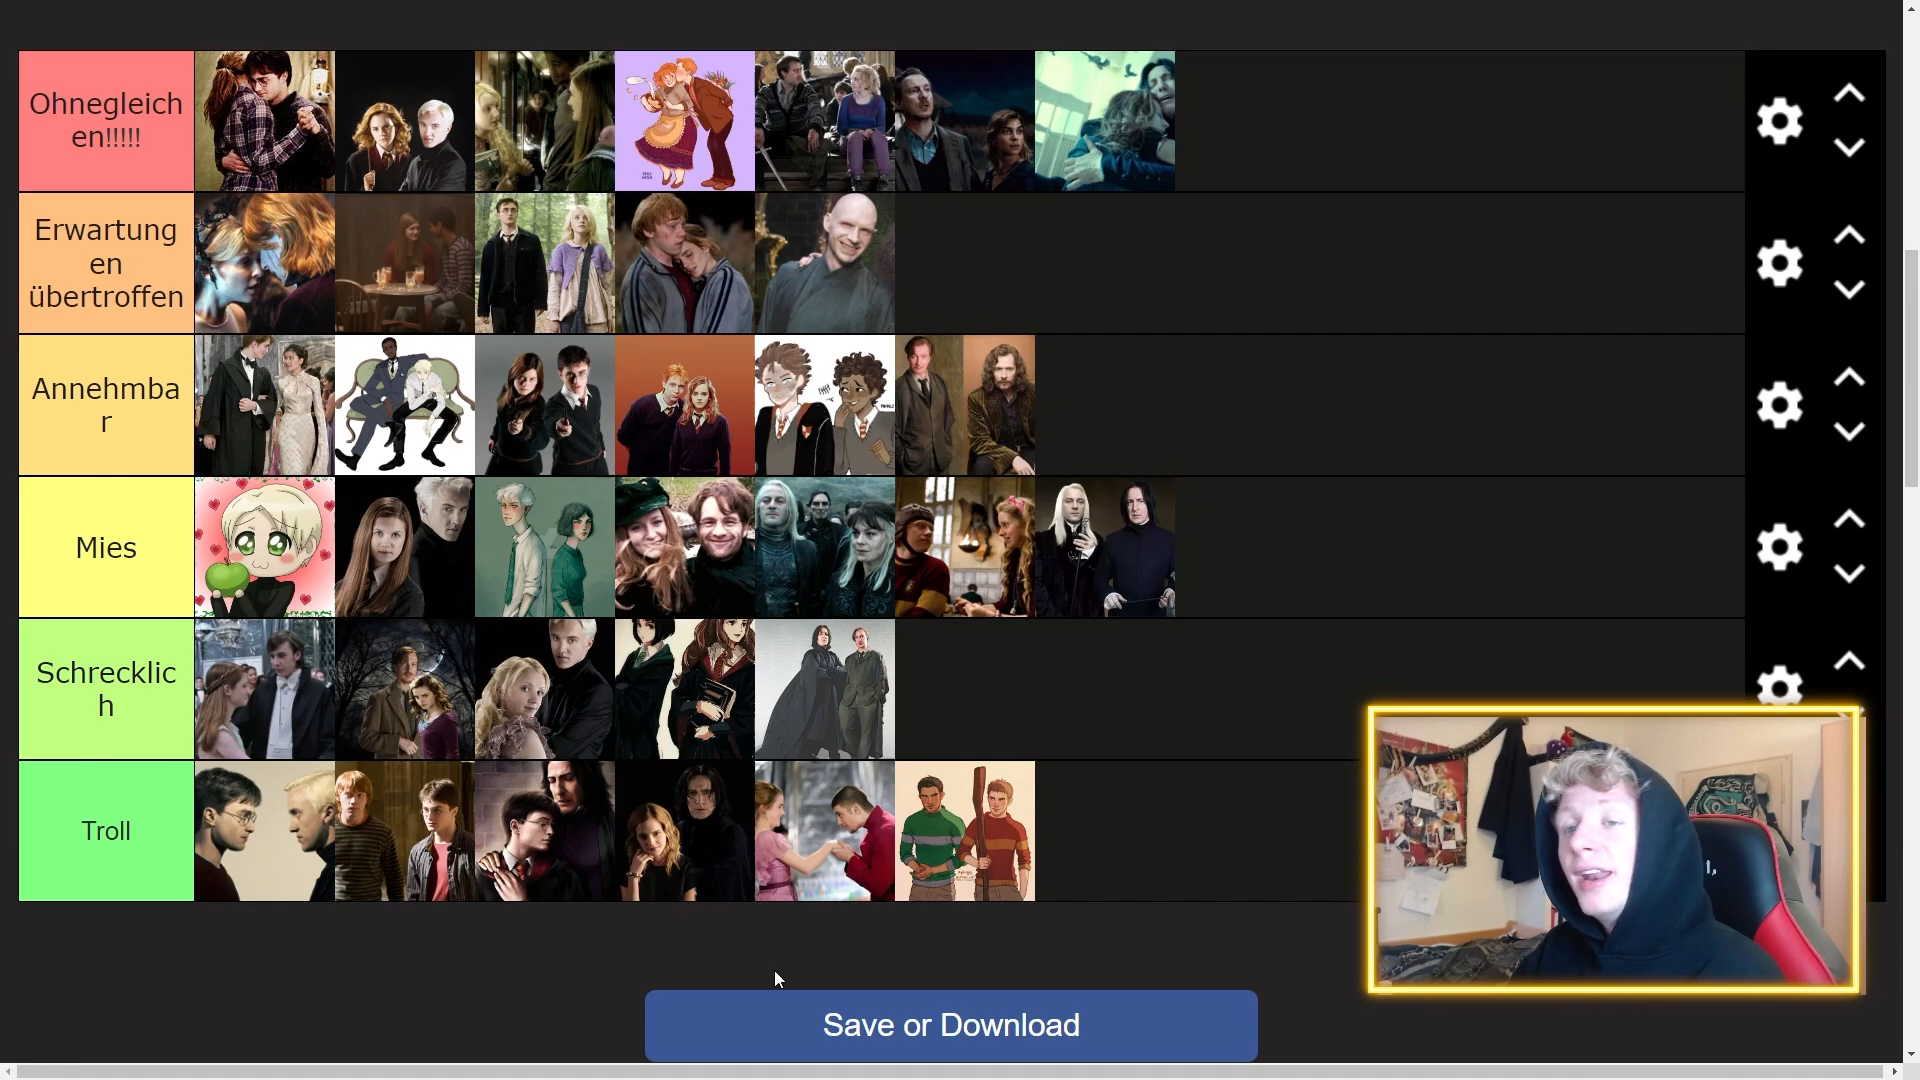 Ohnegleich
en!!!!!
Erwartung
en
übertroffen
Annehmba
r
Mies
Schrecklic
h
Troll
Save or Download